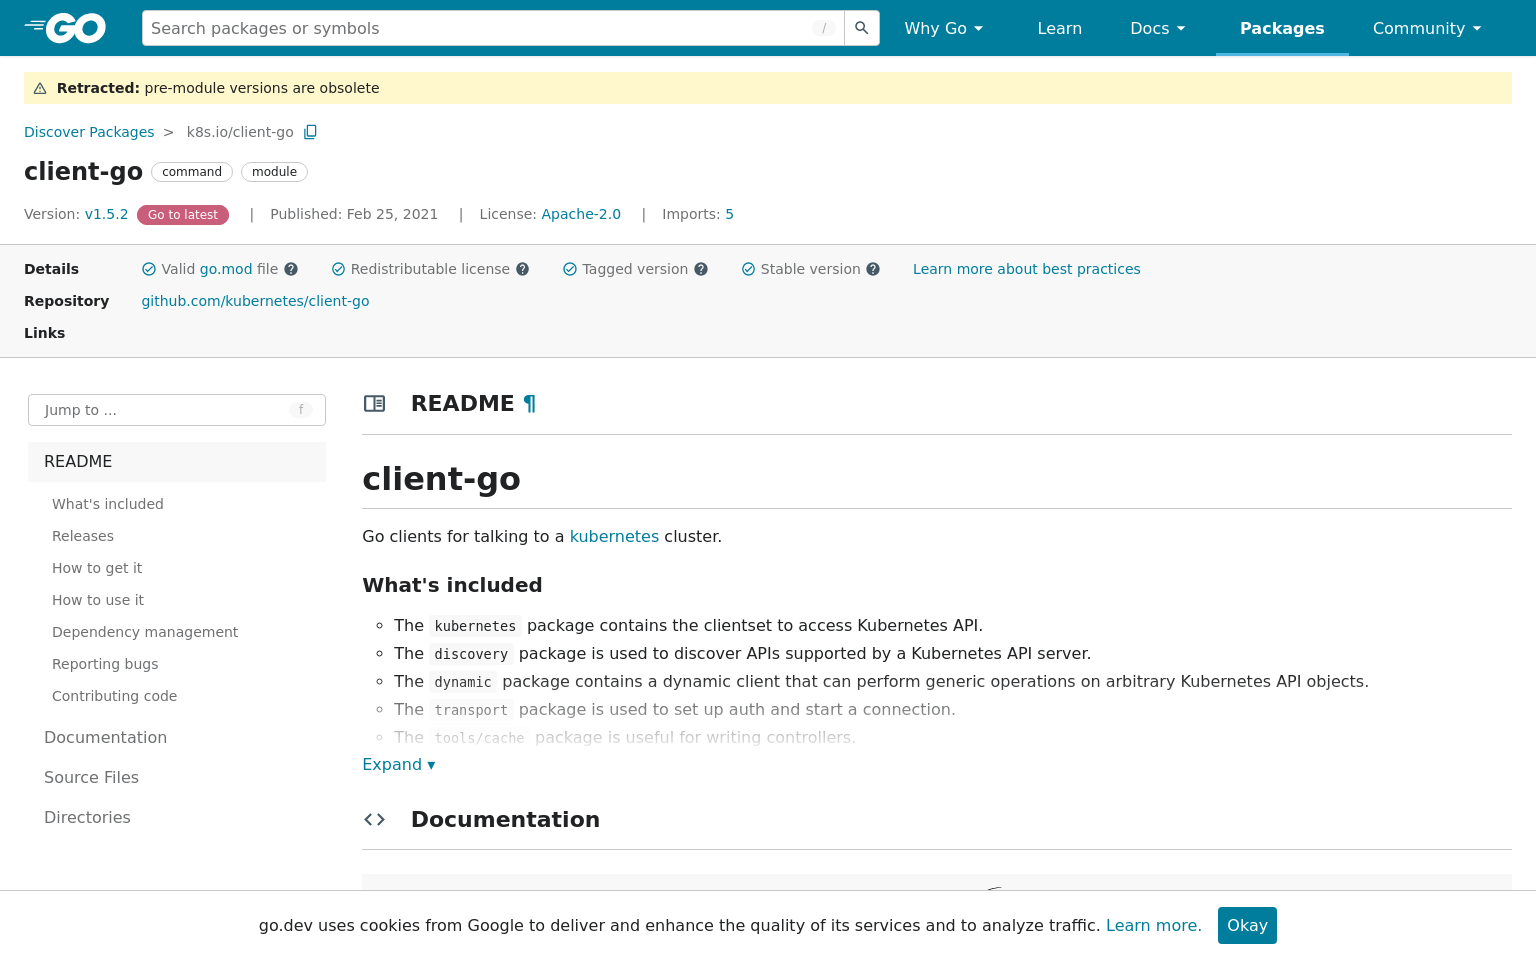 GO Search packages or symbols / Why Go Learn Docs Packages Community
Retracted: pre-module versions are obsolete
Discover Packages > k8s.io/client-go
client-go command module
Version: v1.5.2 Go to latest | Published: Feb 25, 2021 | License: Apache-2.0 | Imports: 5
Details Valid go.mod file Redistributable license Tagged version Stable version Learn more about best practices
Repository github.com/kubernetes/client-go
Links
Jump to ... f
README
What's included
Releases
How to get it
How to use it
Dependency management
Reporting bugs
Contributing code
Documentation
Source Files
Directories
README ¶
client-go
Go clients for talking to a kubernetes cluster.
What's included
The kubernetes package contains the clientset to access Kubernetes API.
The discovery package is used to discover APIs supported by a Kubernetes API server.
The dynamic package contains a dynamic client that can perform generic operations on arbitrary Kubernetes API objects.
The transport package is used to set up auth and start a connection.
The tools/cache package is useful for writing controllers.
Expand ▾
Documentation
go.dev uses cookies from Google to deliver and enhance the quality of its services and to analyze traffic. Learn more. Okay